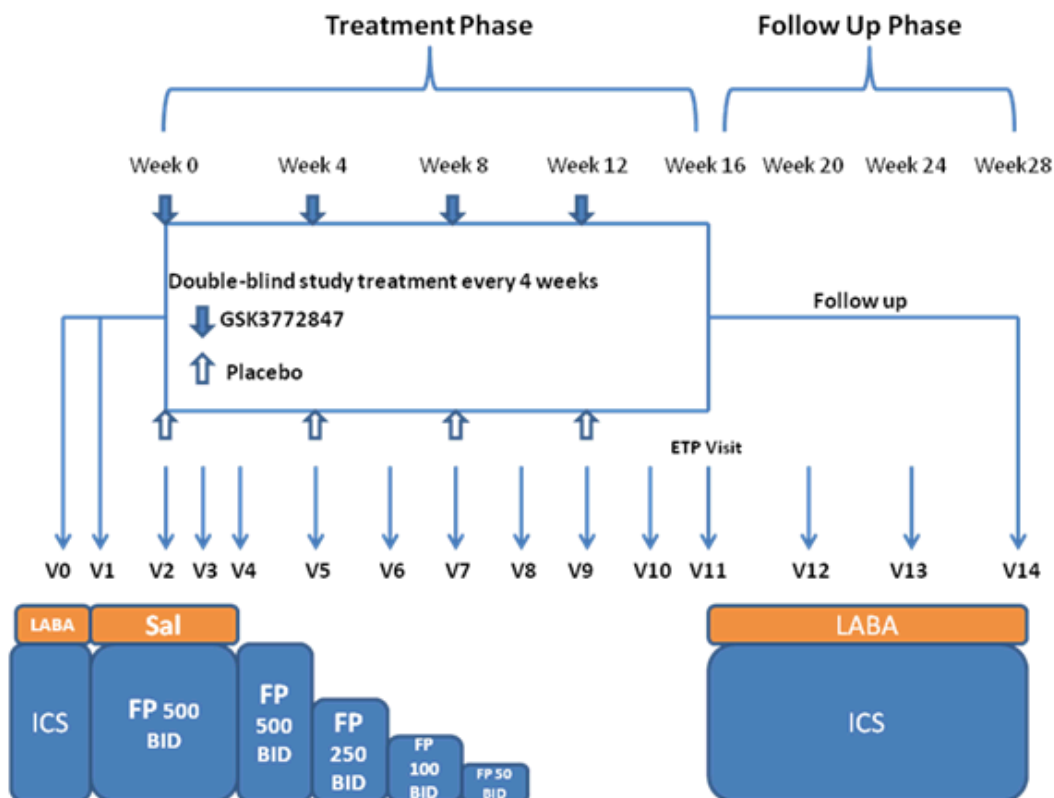 Treatment Phase
Follow Up Phase
Week 0
Week 4
Week 8
Week 12
Week 16
Week 20
Week 24
Week28
Double-blind study treatment every 4 weeks
GSK3772847
Placebo
Follow up
ETP Visit
V0
V1
V2
V3
V4
V5
V6
V7
V8
V9
V10
V11
V12
V13
V14
LABA
Sal
LABA
ICS
FP 500
BID
FP
500
BID
FP
250
BID
FP
100
BID
FP 50
BID
ICS